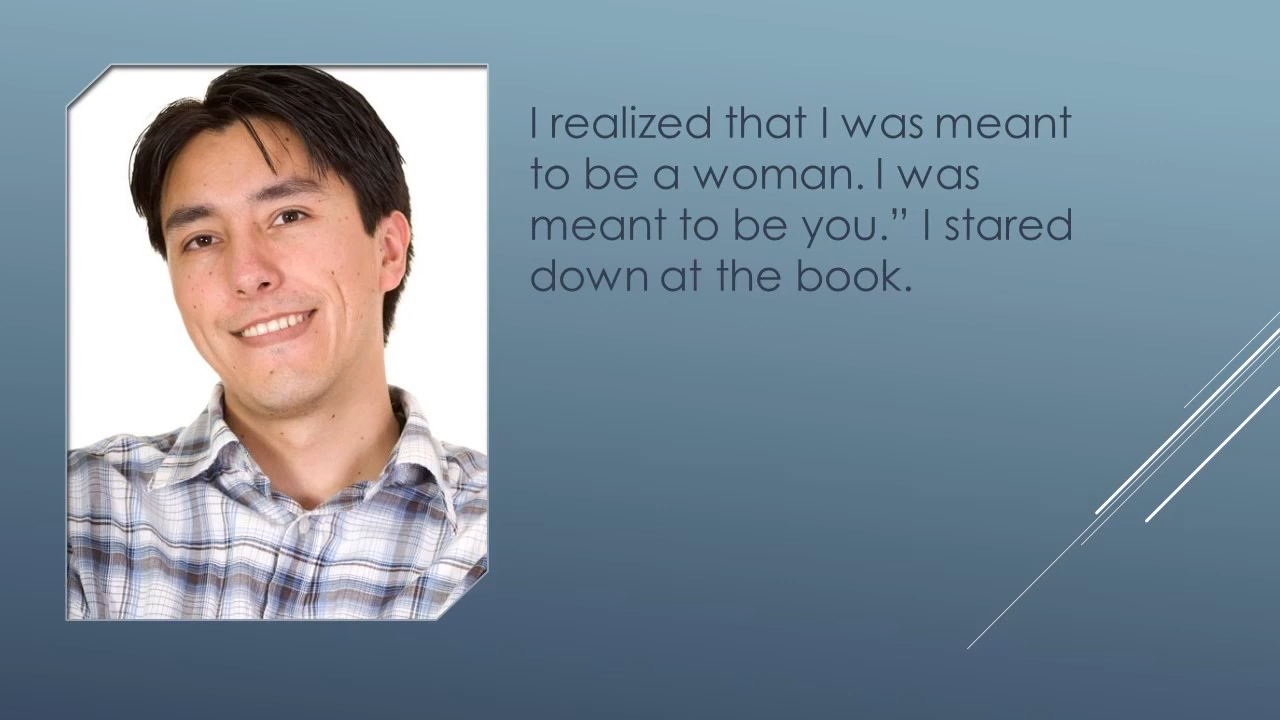 I realized that I was meant
to be a woman. I was
meant to be you.” I stared
down at the book.